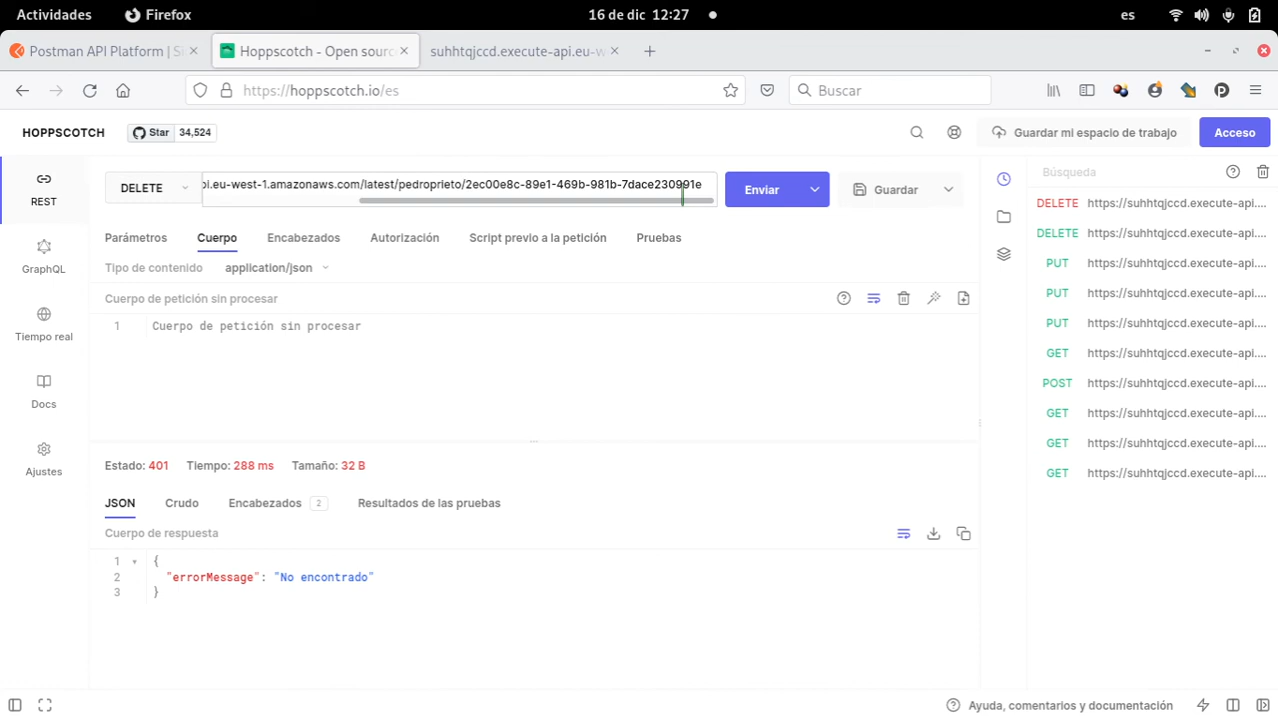 Actividades
Firefox
16 de dic 12:27
es
Postman API Platform | Si
Hoppscotch - Open sourc
suhhtqjccd.execute-api.eu-w
https://hoppscotch.io/es
Buscar
HOPPSCOTCH
Star 34,524
Guardar mi espacio de trabajo
Acceso
REST
GraphQL
Tiempo real
Docs
Ajustes
DELETE
pi.eu-west-1.amazonaws.com/latest/pedroprieto/2ec00e8c-89e1-469b-981b-7dace230991e
Enviar
Guardar
Parámetros
Cuerpo
Encabezados
Autorización
Script previo a la petición
Pruebas
Tipo de contenido
application/json
Cuerpo de petición sin procesar
1 Cuerpo de petición sin procesar
Estado: 401 Tiempo: 288 ms Tamaño: 32 B
JSON
Crudo
Encabezados 2
Resultados de las pruebas
Cuerpo de respuesta
1 {
2 "errorMessage": "No encontrado"
3 }
Búsqueda
DELETE https://suhhtqjccd.execute-api....
DELETE https://suhhtqjccd.execute-api....
PUT https://suhhtqjccd.execute-api....
PUT https://suhhtqjccd.execute-api....
PUT https://suhhtqjccd.execute-api....
GET https://suhhtqjccd.execute-api....
POST https://suhhtqjccd.execute-api....
GET https://suhhtqjccd.execute-api....
GET https://suhhtqjccd.execute-api....
GET https://suhhtqjccd.execute-api....
Ayuda, comentarios y documentación